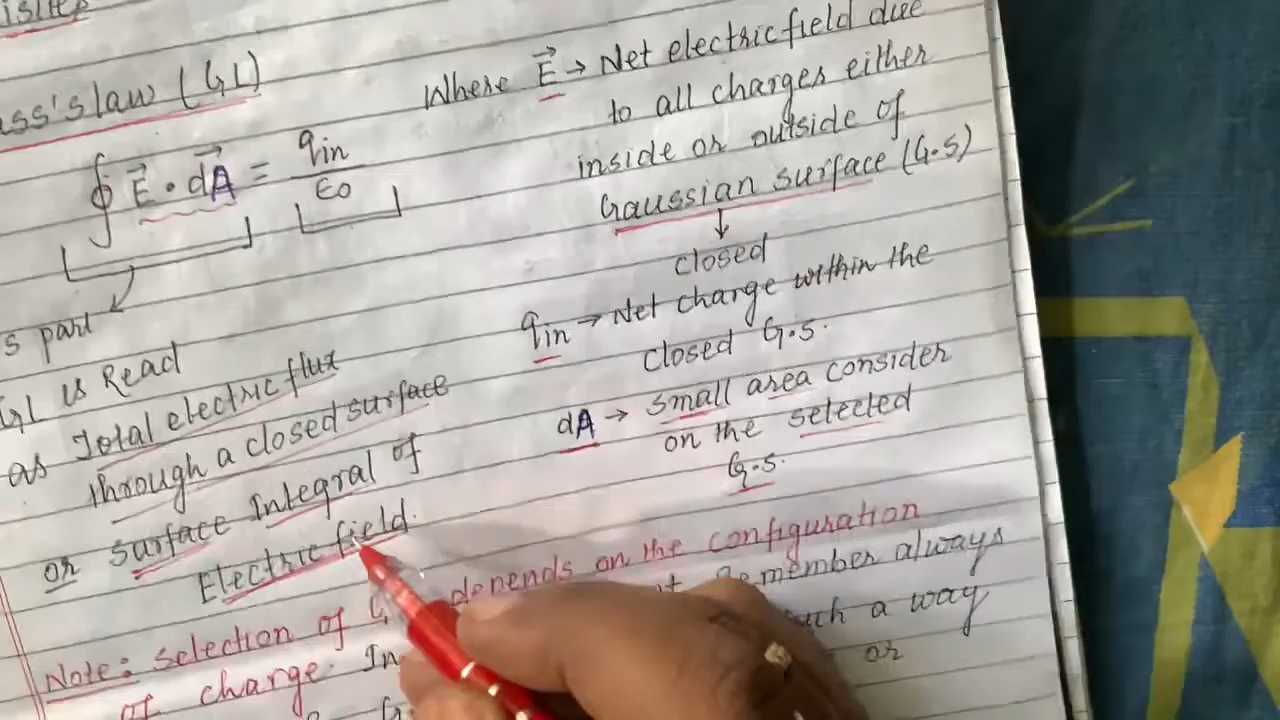 ass's law (GL)
∮ E⃗ · dA⃗ = qin / ε0
s part
GL is Read
as Total electric flux
through a closed surface
or surface Integral of
Electric field.
Where E⃗ → Net electric field due
to all charges either
inside or outside of
Gaussian surface (G.S)
↓
closed
qin → Net charge within the
closed G.S.
dA → small area consider
on the selected
G.S.
Note: selection of G depends on the configuration
of charge. In Remember always
such a way
or